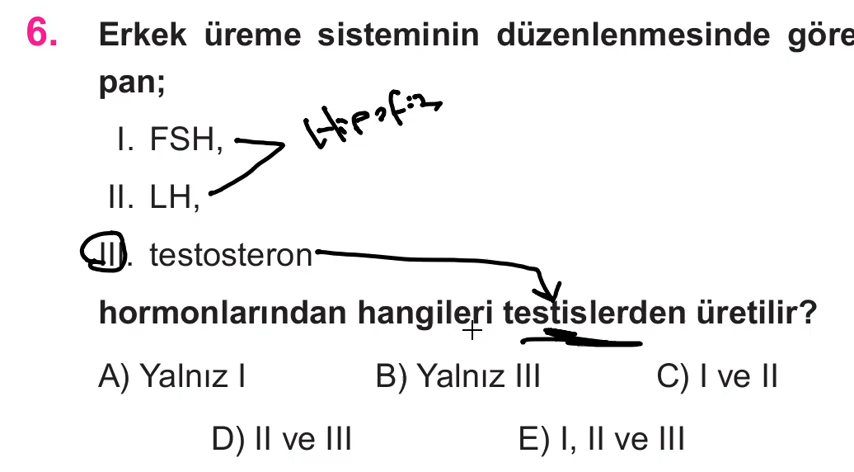 6. Erkek üreme sisteminin düzenlenmesinde göre
pan;
Hipofiz
I. FSH,
II. LH,
III. testosteron
hormonlarından hangileri testislerden üretilir?
A) Yalnız I B) Yalnız III C) I ve II
D) II ve III E) I, II ve III